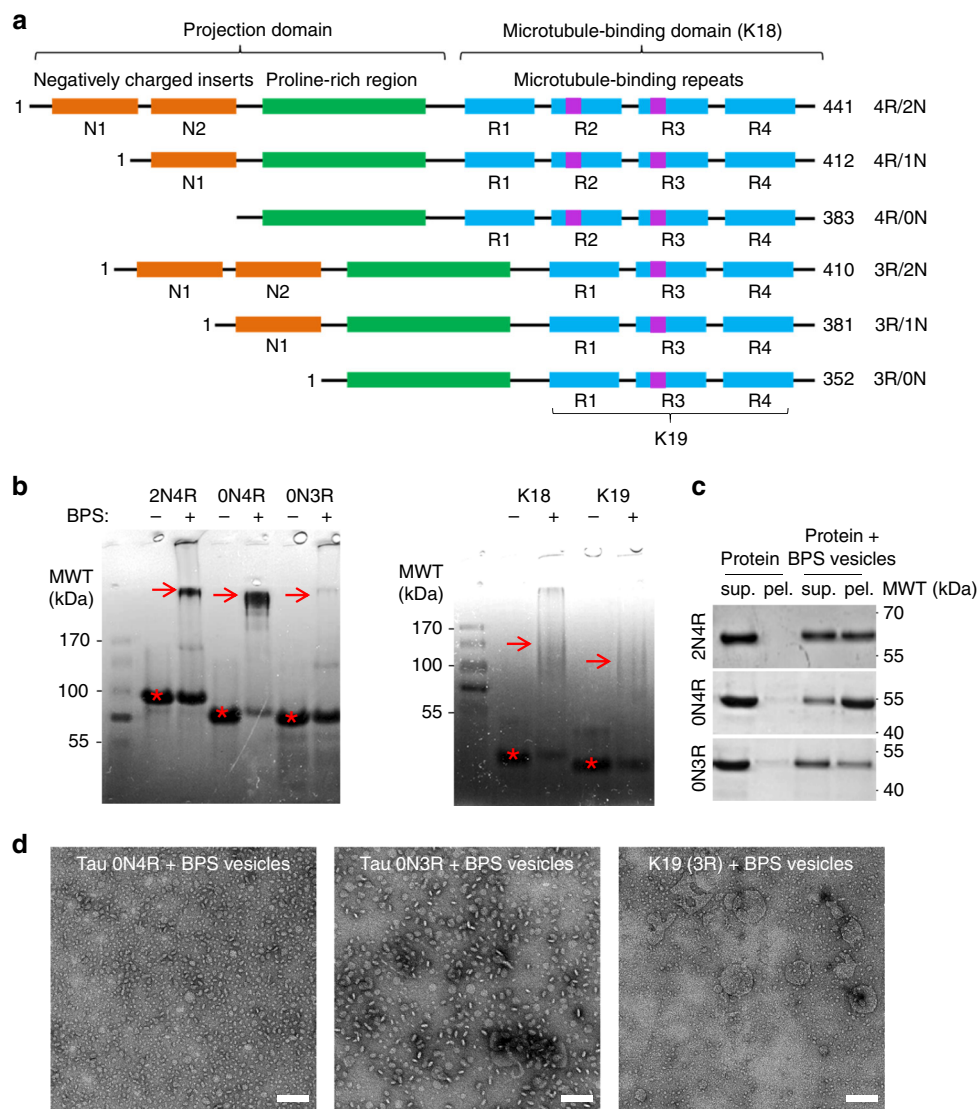 a
Projection domain Microtubule-binding domain (K18)
Negatively charged inserts Proline-rich region Microtubule-binding repeats
1 441 4R/2N
N1 N2 R1 R2 R3 R4
1 412 4R/1N
N1 R1 R2 R3 R4
383 4R/0N
R1 R2 R3 R4
1 410 3R/2N
N1 N2 R1 R3 R4
1 381 3R/1N
N1 R1 R3 R4
1 352 3R/0N
R1 R3 R4
K19
b
2N4R 0N4R 0N3R
BPS: – + – + – +
MWT
(kDa)
170 -
100 -
55 -
* * *
K18 K19
– + – +
MWT
(kDa)
170 -
100 -
55 -
* *
c
Protein +
Protein BPS vesicles
sup. pel. sup. pel. MWT (kDa)
2N4R
70
55
0N4R
55
40
0N3R
55
40
d
Tau 0N4R + BPS vesicles Tau 0N3R + BPS vesicles K19 (3R) + BPS vesicles